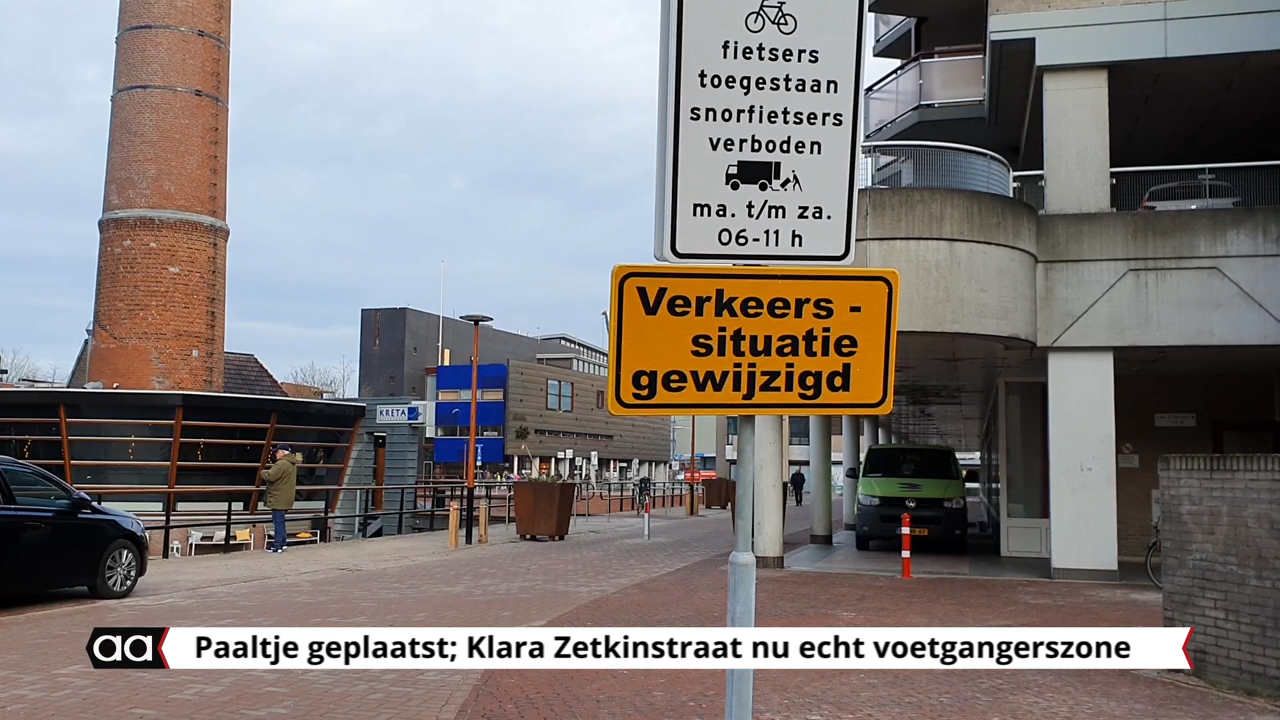 fietsers
toegestaan
snorfietsers
verboden
ma. t/m za.
06-11 h
Verkeers -
situatie
gewijzigd
KRETA
aa Paaltje geplaatst; Klara Zetkinstraat nu echt voetgangerszone